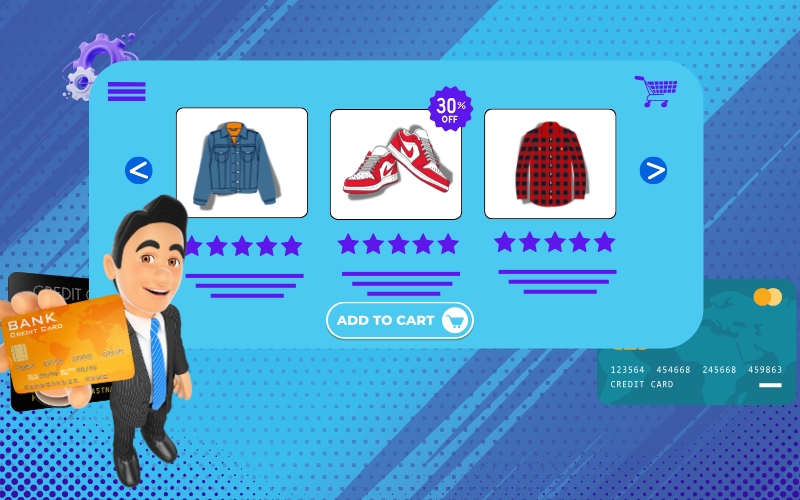 30%
OFF
CREDIT C
BANK
CREDIT CARD
ADD TO CART
123564 454668 245668 459863
CREDIT CARD